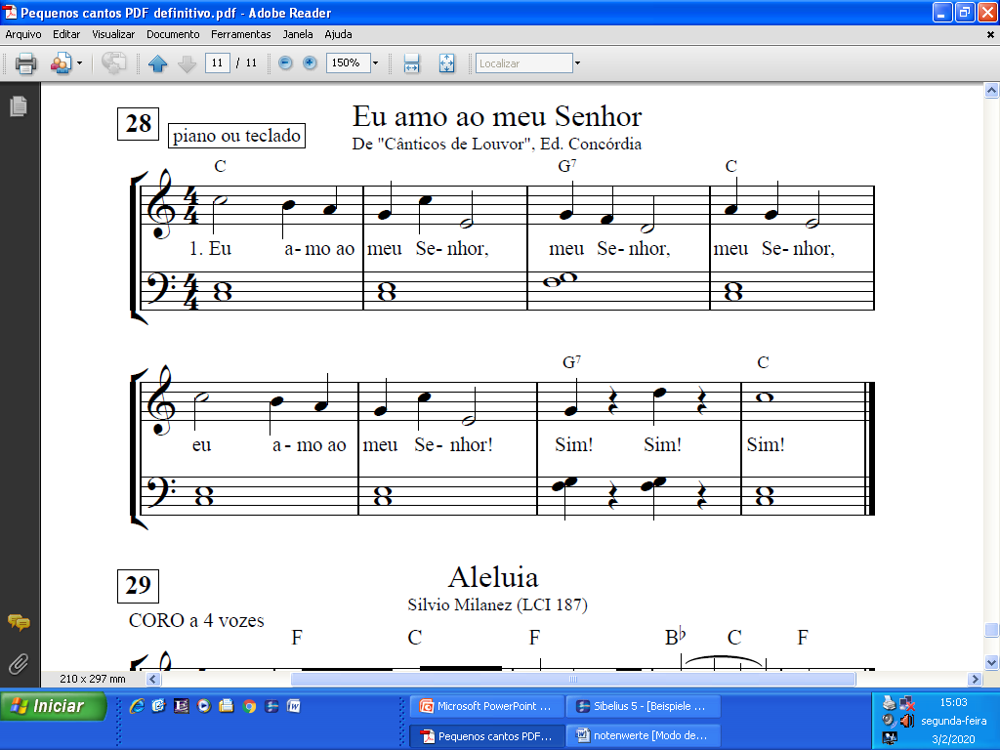 Pequenos cantos PDF definitivo.pdf - Adobe Reader
Arquivo Editar Visualizar Documento Ferramentas Janela Ajuda
11 / 11 150% Localizar
28
piano ou teclado
Eu amo ao meu Senhor
De "Cânticos de Louvor", Ed. Concórdia
C G7 C
4 4
1. Eu a - mo ao meu Se - nhor, meu Se - nhor, meu Se - nhor,
4 4
G7 C
eu a - mo ao meu Se - nhor! Sim! Sim! Sim!
29
Aleluia
Silvio Milanez (LCI 187)
CORO a 4 vozes
F C F B♭ C F
210 x 297 mm
Iniciar
Microsoft PowerPoint ...
Sibelius 5 - [Beispiele ...
Pequenos cantos PDF...
notenwerte [Modo de...
15:03
segunda-feira
3/2/2020